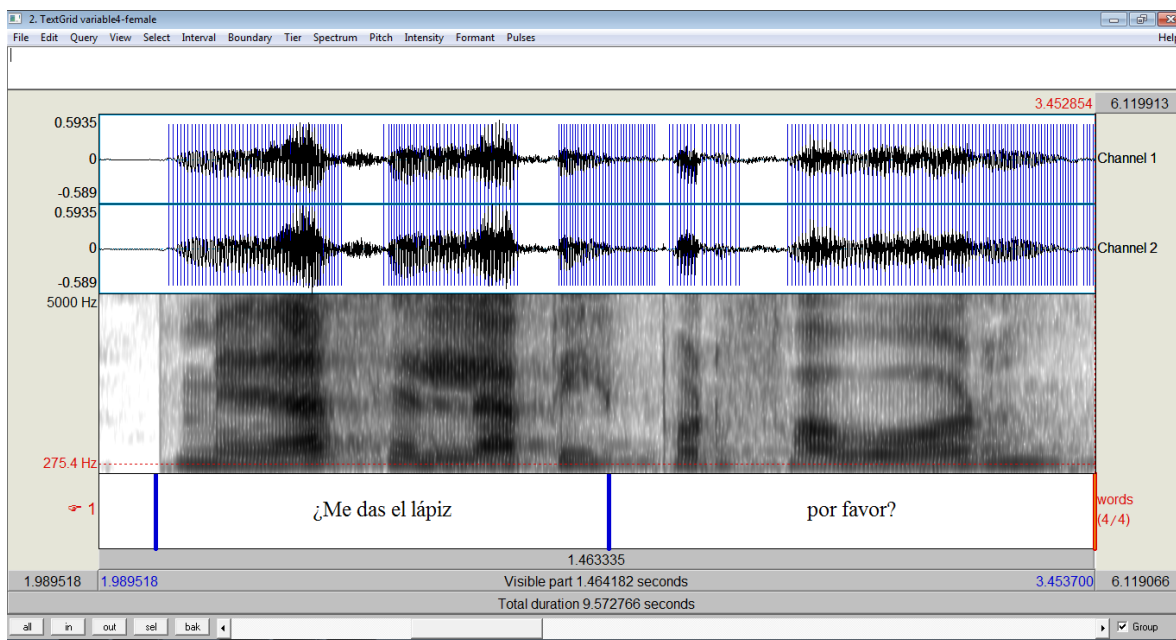 2. TextGrid variable4-female
File Edit Query View Select Interval Boundary Tier Spectrum Pitch Intensity Formant Pulses Help
3.452854 6.119913
0.5935
0
-0.589
Channel 1
0.5935
0
-0.589
Channel 2
5000 Hz
275.4 Hz
1 ¿Me das el lápiz por favor? words
(4/4)
1.463335
1.989518 1.989518 Visible part 1.464182 seconds 3.453700 6.119066
Total duration 9.572766 seconds
all in out sel bak Group